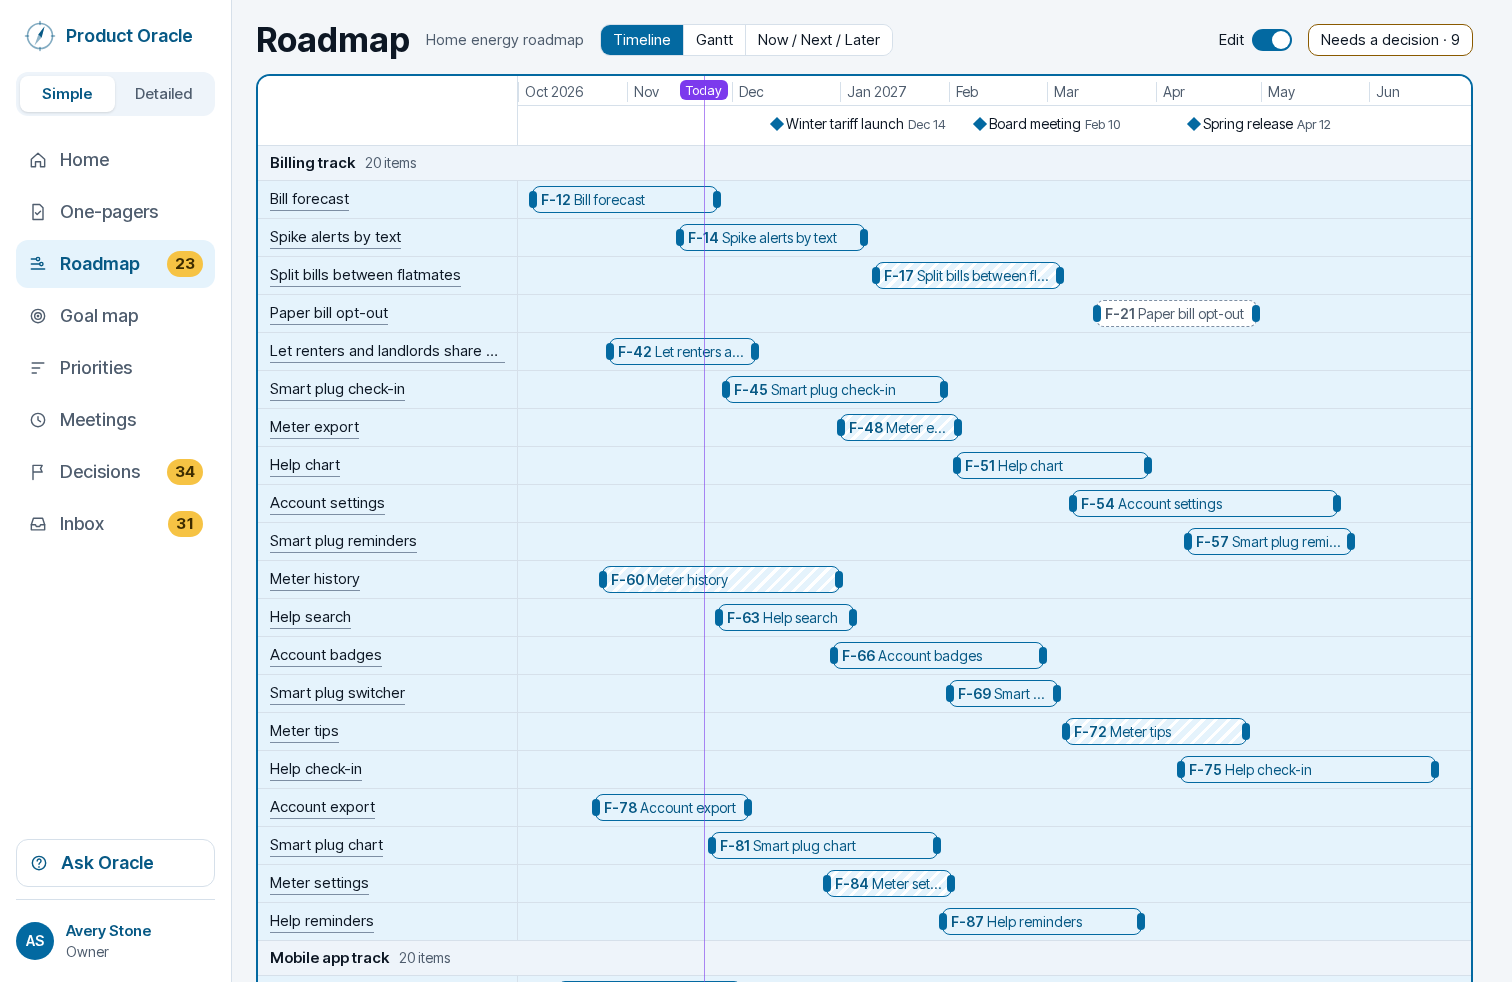 Product Oracle
Simple
Detailed
Home
One-pagers
Roadmap
23
Goal map
Priorities
Meetings
Decisions
34
Inbox
31
Ask Oracle
AS
Avery Stone
Owner
Roadmap
Home energy roadmap
Timeline
Gantt
Now / Next / Later
Edit
Needs a decision · 9
Oct 2026
Nov
Today
Dec
Jan 2027
Feb
Mar
Apr
May
Jun
Winter tariff launch Dec 14
Board meeting Feb 10
Spring release Apr 12
Billing track 20 items
Bill forecast
F-12 Bill forecast
Spike alerts by text
F-14 Spike alerts by text
Split bills between flatmates
F-17 Split bills between fl...
Paper bill opt-out
F-21 Paper bill opt-out
Let renters and landlords share ...
F-42 Let renters a...
Smart plug check-in
F-45 Smart plug check-in
Meter export
F-48 Meter e...
Help chart
F-51 Help chart
Account settings
F-54 Account settings
Smart plug reminders
F-57 Smart plug remi...
Meter history
F-60 Meter history
Help search
F-63 Help search
Account badges
F-66 Account badges
Smart plug switcher
F-69 Smart ...
Meter tips
F-72 Meter tips
Help check-in
F-75 Help check-in
Account export
F-78 Account export
Smart plug chart
F-81 Smart plug chart
Meter settings
F-84 Meter set...
Help reminders
F-87 Help reminders
Mobile app track 20 items